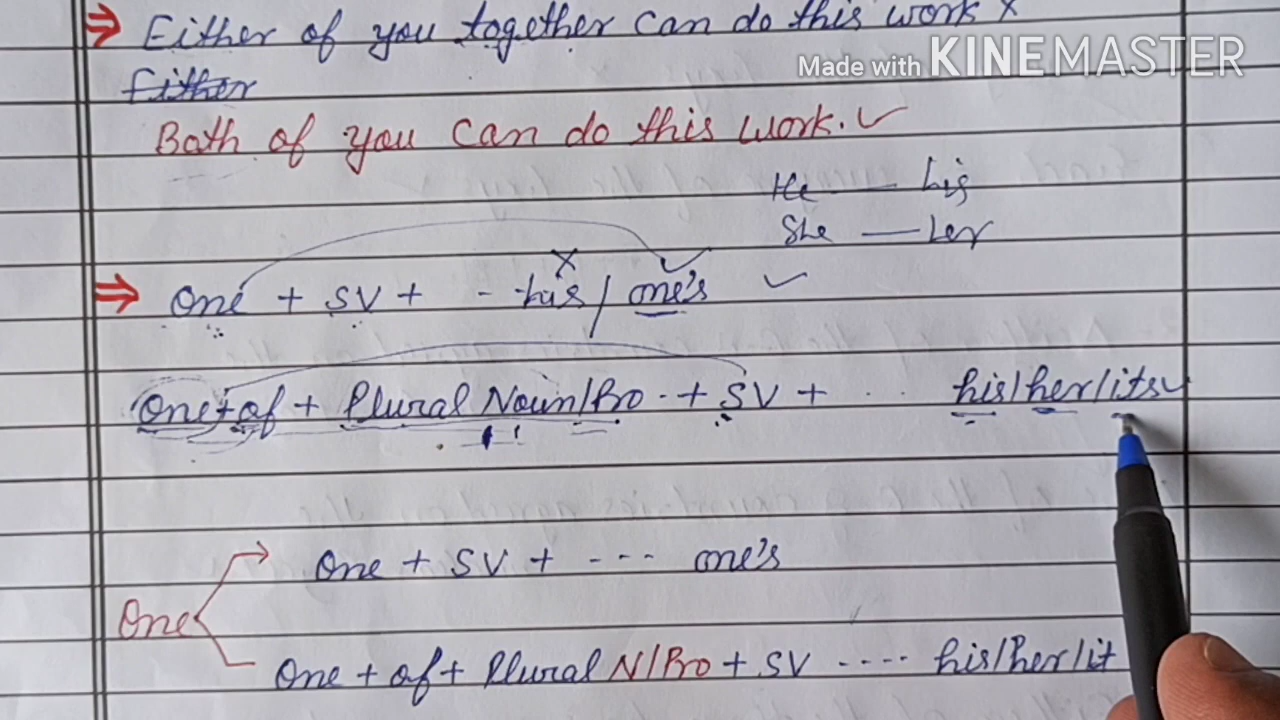 ⇒ Either of you together can do this work x
Made with KINEMASTER
Either
Both of you can do this work. ✓
He — his
She — her
⇒ One + SV + - his / one's ✓
One + of + Plural Noun/Pro. + SV + . . his/her/its
One + SV + --- one's
One
One + of + Plural N/Pro + SV ---- his/her/it